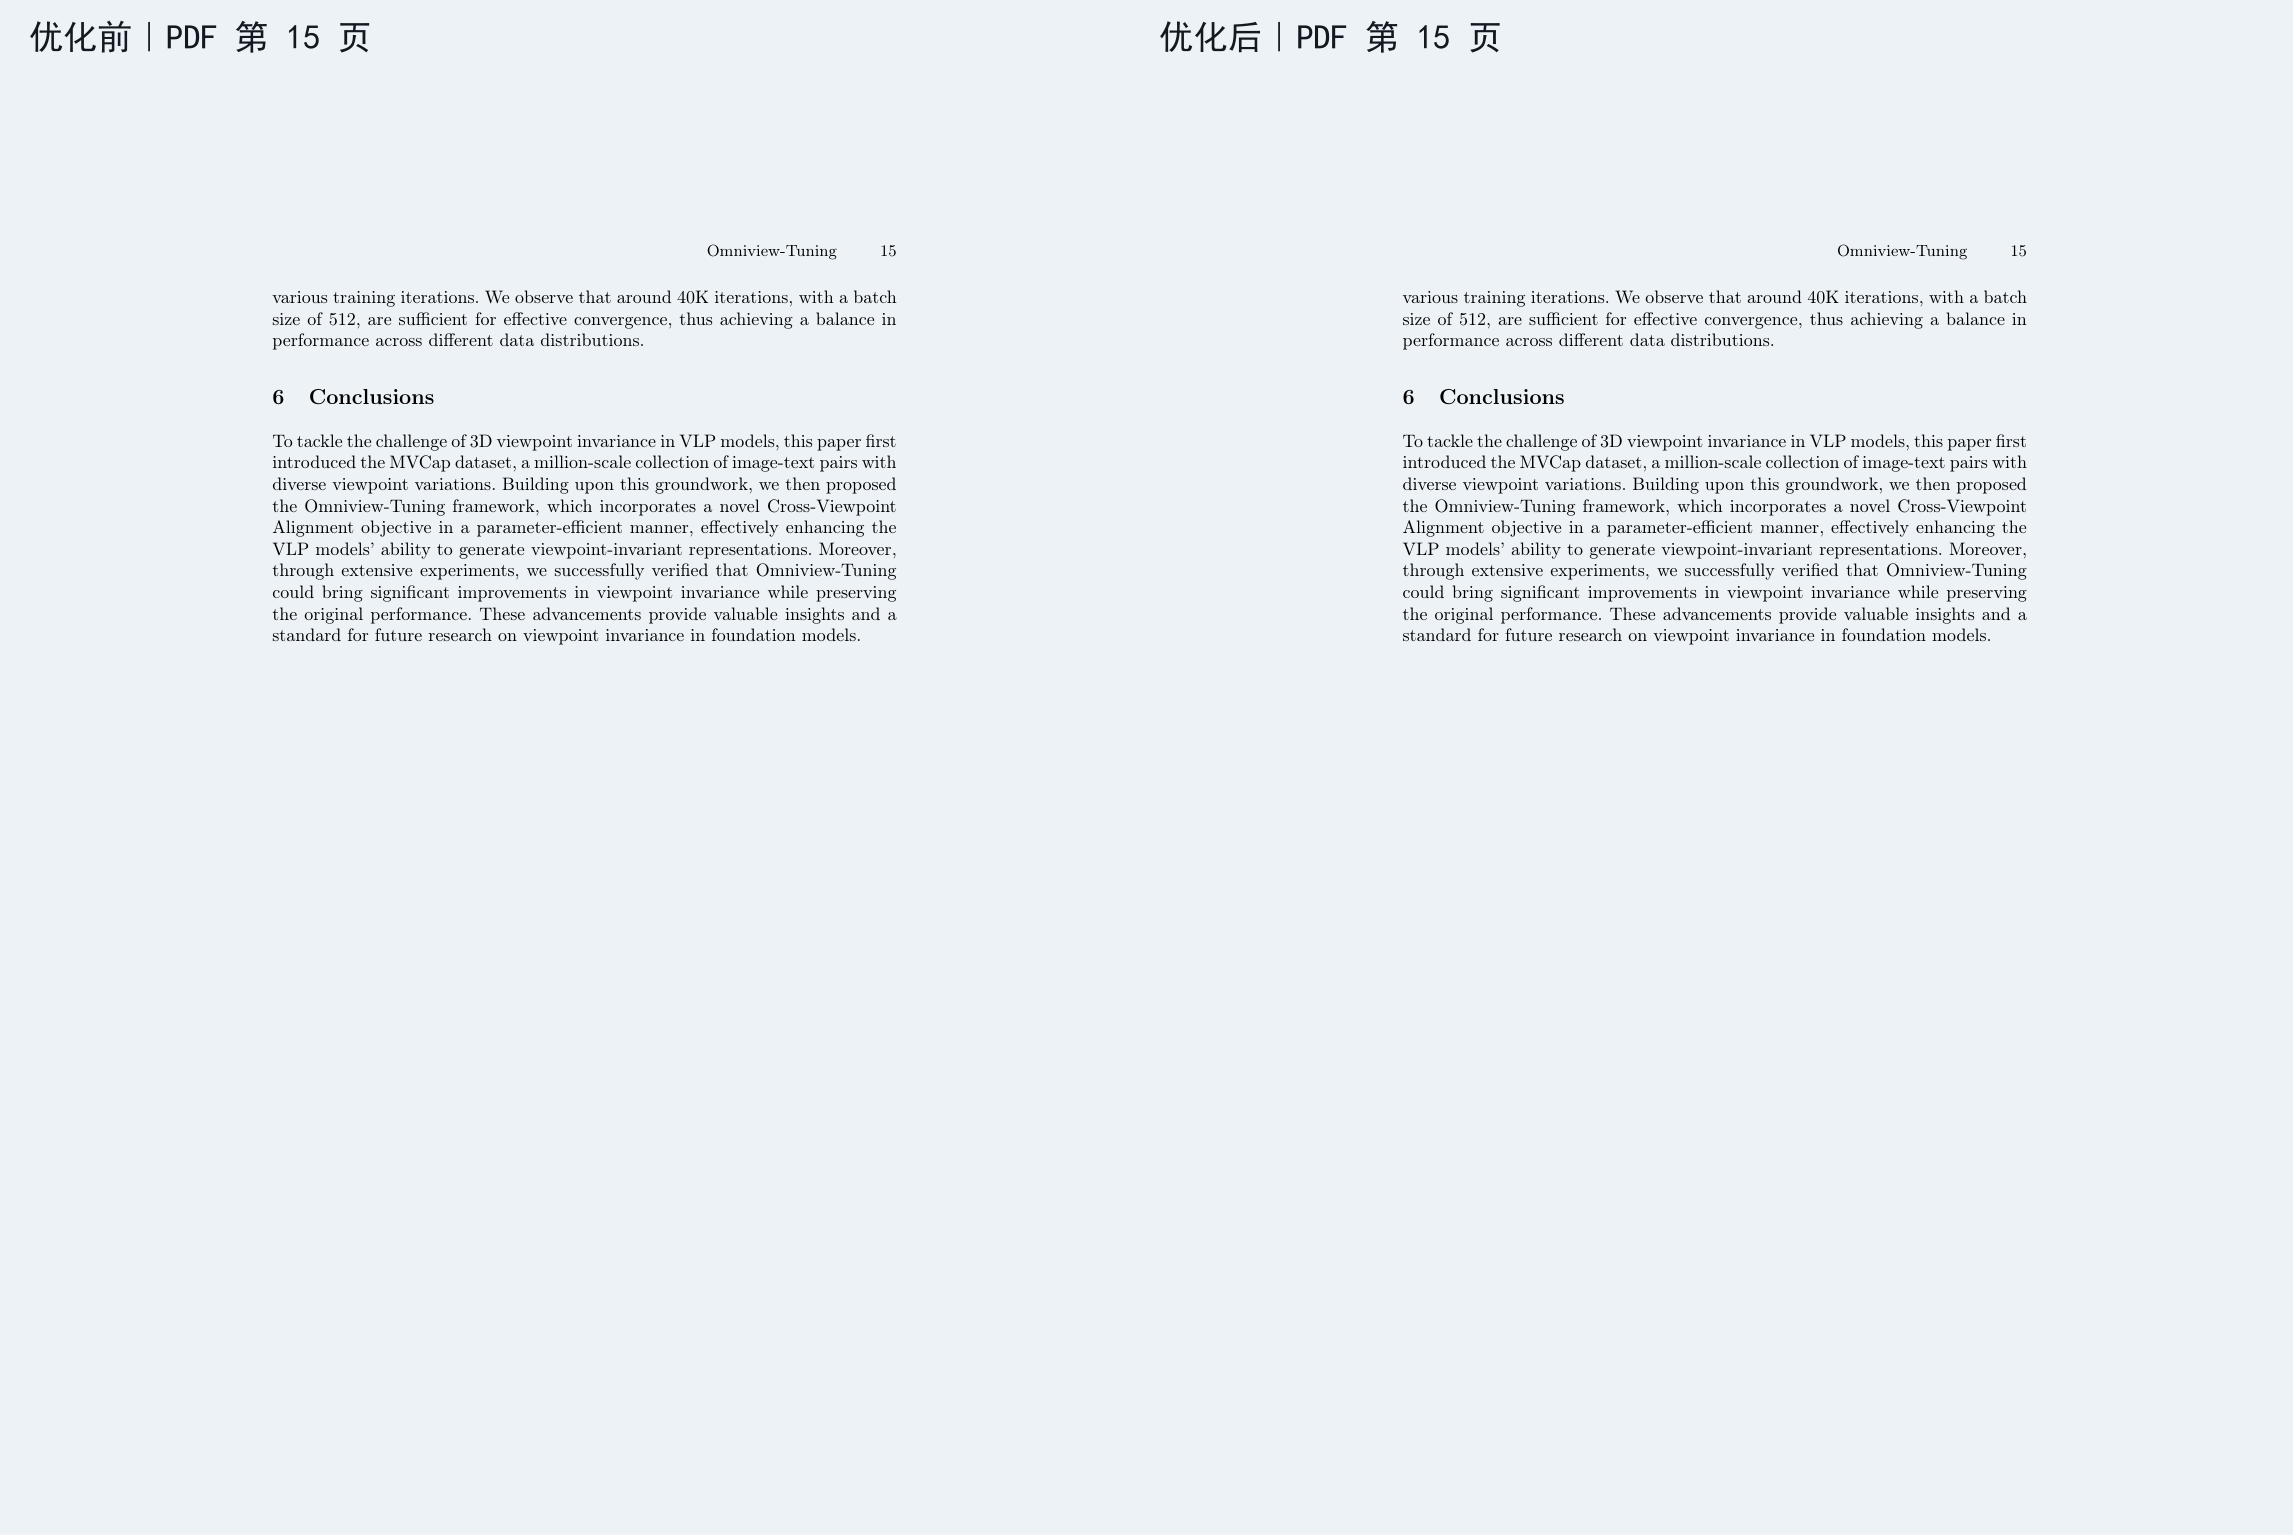 优化前｜PDF 第 15 页
Omniview-Tuning 15
various training iterations. We observe that around 40K iterations, with a batch
size of 512, are sufficient for effective convergence, thus achieving a balance in
performance across different data distributions.
6 Conclusions
To tackle the challenge of 3D viewpoint invariance in VLP models, this paper first
introduced the MVCap dataset, a million-scale collection of image-text pairs with
diverse viewpoint variations. Building upon this groundwork, we then proposed
the Omniview-Tuning framework, which incorporates a novel Cross-Viewpoint
Alignment objective in a parameter-efficient manner, effectively enhancing the
VLP models’ ability to generate viewpoint-invariant representations. Moreover,
through extensive experiments, we successfully verified that Omniview-Tuning
could bring significant improvements in viewpoint invariance while preserving
the original performance. These advancements provide valuable insights and a
standard for future research on viewpoint invariance in foundation models.
优化后｜PDF 第 15 页
Omniview-Tuning 15
various training iterations. We observe that around 40K iterations, with a batch
size of 512, are sufficient for effective convergence, thus achieving a balance in
performance across different data distributions.
6 Conclusions
To tackle the challenge of 3D viewpoint invariance in VLP models, this paper first
introduced the MVCap dataset, a million-scale collection of image-text pairs with
diverse viewpoint variations. Building upon this groundwork, we then proposed
the Omniview-Tuning framework, which incorporates a novel Cross-Viewpoint
Alignment objective in a parameter-efficient manner, effectively enhancing the
VLP models’ ability to generate viewpoint-invariant representations. Moreover,
through extensive experiments, we successfully verified that Omniview-Tuning
could bring significant improvements in viewpoint invariance while preserving
the original performance. These advancements provide valuable insights and a
standard for future research on viewpoint invariance in foundation models.